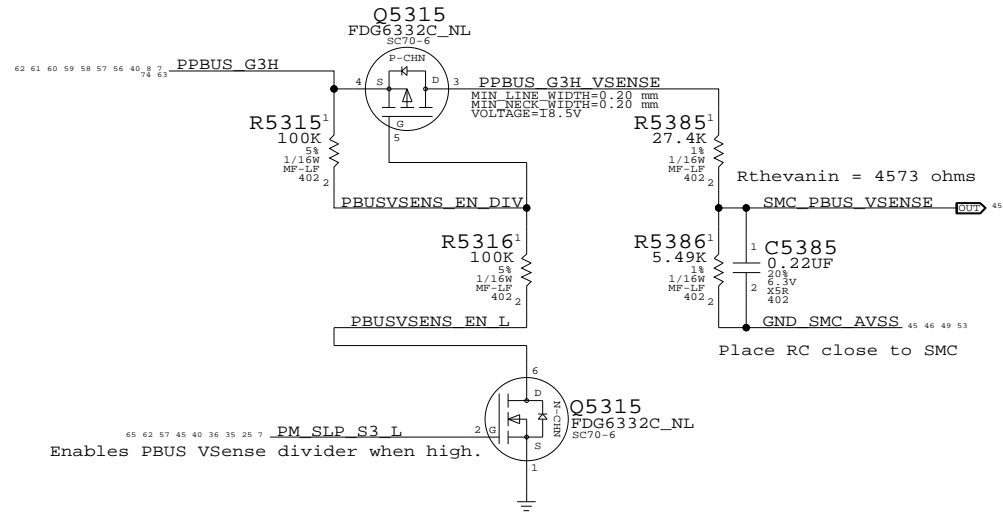 Q5315
FDG6332C_NL
SC70-6
P-CHN
62 61 60 59 58 57 56 40 8 7
74 63
PPBUS_G3H
4 S D 3
G
5
PPBUS_G3H_VSENSE
MIN_LINE_WIDTH=0.20 mm
MIN_NECK_WIDTH=0.20 mm
VOLTAGE=18.5V
R5315 1
100K
5%
1/16W
MF-LF
402 2
R5385 1
27.4K
1%
1/16W
MF-LF
402 2
Rthevanin = 4573 ohms
PBUSVSENS_EN_DIV
SMC_PBUS_VSENSE
OUT 45
R5316 1
100K
5%
1/16W
MF-LF
402 2
R5386 1
5.49K
1%
1/16W
MF-LF
402 2
1 C5385
0.22UF
20%
6.3V
2 X5R
402
PBUSVSENS_EN_L
GND_SMC_AVSS 45 46 49 53
Place RC close to SMC
6
D
N-CHN
Q5315
FDG6332C_NL
SC70-6
65 62 57 45 40 36 35 25 7 PM_SLP_S3_L
2 G
S
1
Enables PBUS VSense divider when high.